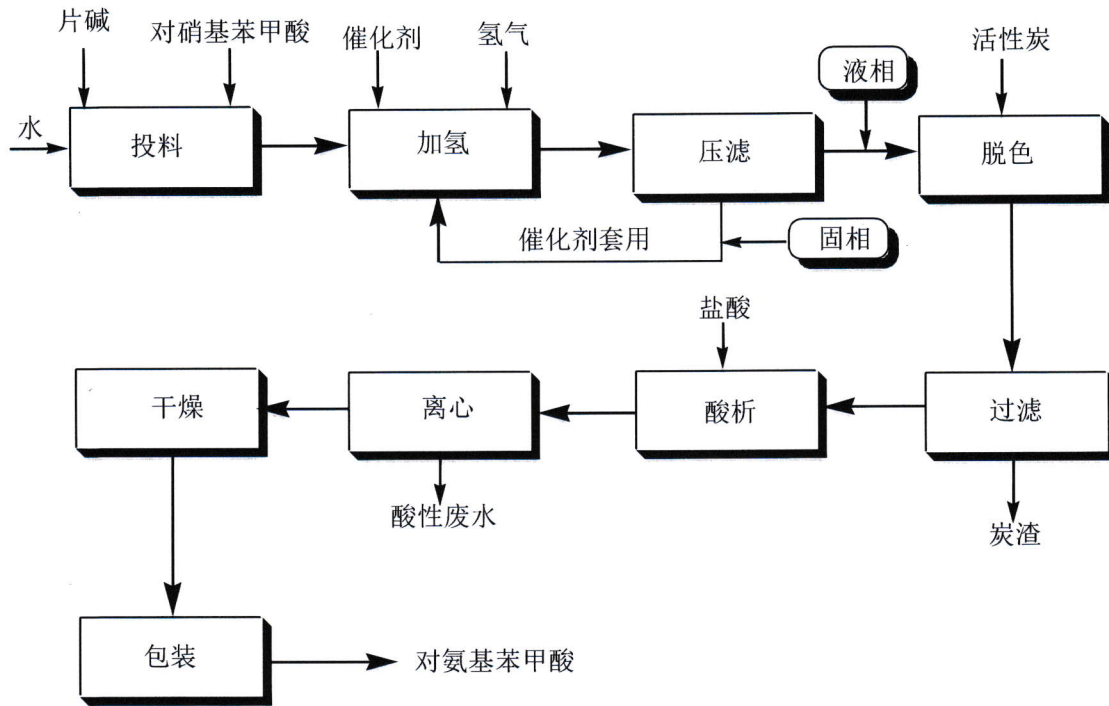 片碱
对硝基苯甲酸
催化剂
氢气
液相
活性炭
水
投料
加氢
压滤
脱色
催化剂套用
固相
盐酸
干燥
离心
酸析
过滤
酸性废水
炭渣
包装
对氨基苯甲酸